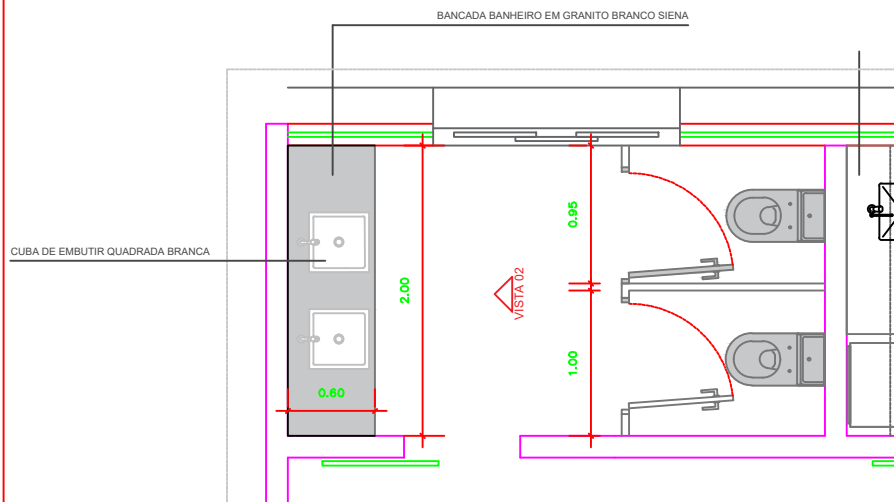 BANCADA BANHEIRO EM GRANITO BRANCO SIENA
0.95
CUBA DE EMBUTIR QUADRADA BRANCA
2.00
VISTA 02
1.00
0.60